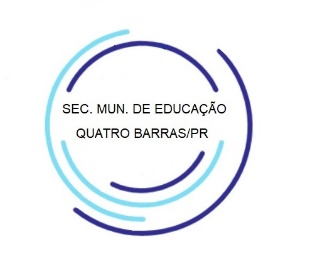 SEC. MUN. DE EDUCAÇÃO
QUATRO BARRAS/PR